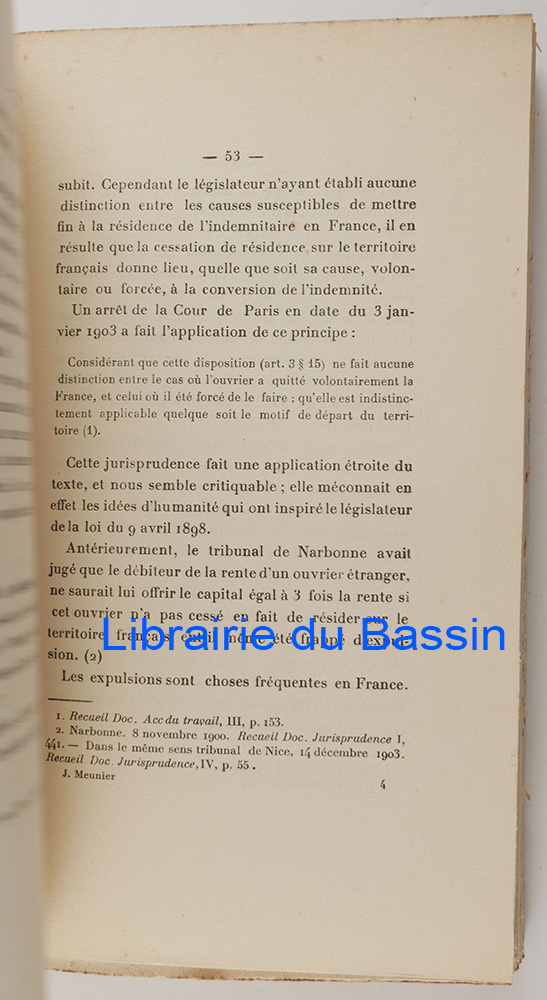 — 53 —
subit. Cependant le législateur n'ayant établi aucune
distinction entre les causes susceptibles de mettre
fin à la résidence de l'indemnitaire en France, il en
résulte que la cessation de résidence sur le territoire
français donne lieu, quelle que soit sa cause, volon-
taire ou forcée, à la conversion de l'indemnité.
Un arrêt de la Cour de Paris en date du 3 jan-
vier 1903 a fait l'application de ce principe :
Considérant que cette disposition (art. 3 § 15) ne fait aucune
distinction entre le cas où l'ouvrier a quitté volontairement la
France, et celui où il été forcé de le faire ; qu'elle est indistinc-
tement applicable quelque soit le motif de départ du terri-
toire (1).
Cette jurisprudence fait une application étroite du
texte, et nous semble critiquable ; elle méconnait en
effet les idées d'humanité qui ont inspiré le législateur
de la loi du 9 avril 1898.
Antérieurement, le tribunal de Narbonne avait
jugé que le débiteur de la rente d'un ouvrier étranger,
ne saurait lui offrir le capital égal à 3 fois la rente si
cet ouvrier n'a pas cessé en fait de résider sur le
territoire français eut-il même été frappé d'expul-
sion. (2)
Librairie du Bassin
Les expulsions sont choses fréquentes en France.
1. Recueil Doc. Acc du travail, III, p. 153.
2. Narbonne. 8 novembre 1900. Recueil Doc. Jurisprudence I,
441. — Dans le même sens tribunal de Nice, 14 décembre 1903.
Recueil Doc. Jurisprudence, IV, p. 55.
J. Meunier
4